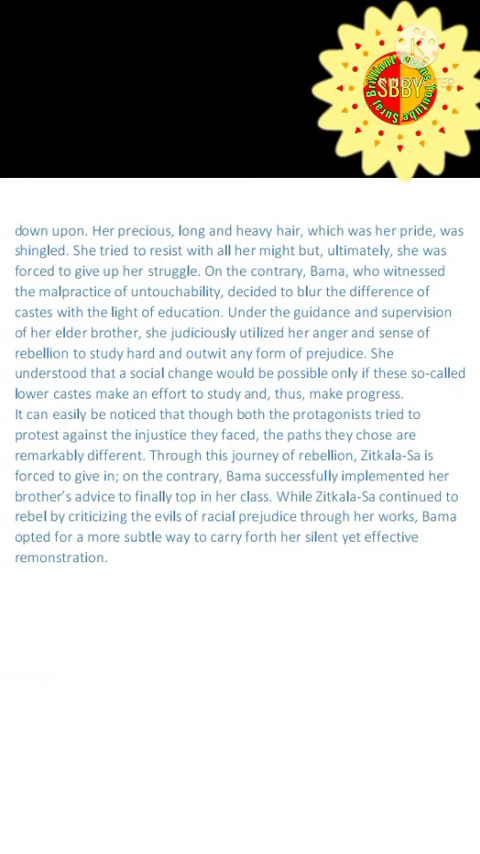 SBBY
down upon. Her precious, long and heavy hair, which was her pride, was
shingled. She tried to resist with all her might but, ultimately, she was
forced to give up her struggle. On the contrary, Bama, who witnessed
the malpractice of untouchability, decided to blur the difference of
castes with the light of education. Under the guidance and supervision
of her elder brother, she judiciously utilized her anger and sense of
rebellion to study hard and outwit any form of prejudice. She
understood that a social change would be possible only if these so-called
lower castes make an effort to study and, thus, make progress.
It can easily be noticed that though both the protagonists tried to
protest against the injustice they faced, the paths they chose are
remarkably different. Through this journey of rebellion, Zitkala-Sa is
forced to give in; on the contrary, Bama successfully implemented her
brother's advice to finally top in her class. While Zitkala-Sa continued to
rebel by criticizing the evils of racial prejudice through her works, Bama
opted for a more subtle way to carry forth her silent yet effective
remonstration.